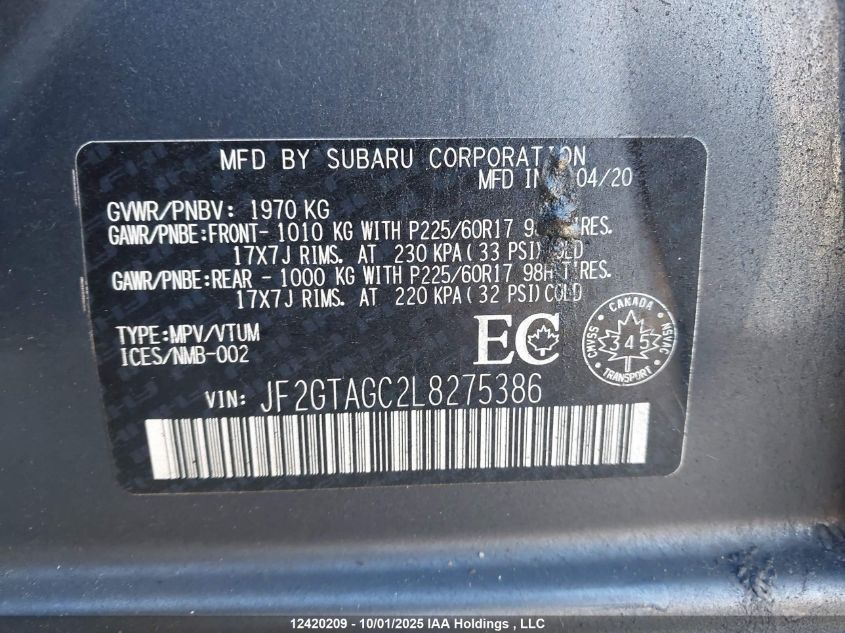 MFD BY SUBARU CORPORATION
MFD IN 04/20
GVWR/PNBV: 1970 KG
GAWR/PNBE:FRONT- 1010 KG WITH P225/60R17
17X7J RIMS. AT 230 KPA(33 PSI)
GAWR/PNBE:REAR - 1000 KG WITH P225/60R17 98H TIRES.
17X7J RIMS. AT 220 KPA(32 PSI)COLD
TYPE:MPV/VTUM
ICES/NMB-002
EC
CANADA
CMVSS
345
NSVAC
TRANSPORT
VIN: JF2GTAGC2L8275386
12420209 - 10/01/2025 IAA Holdings , LLC